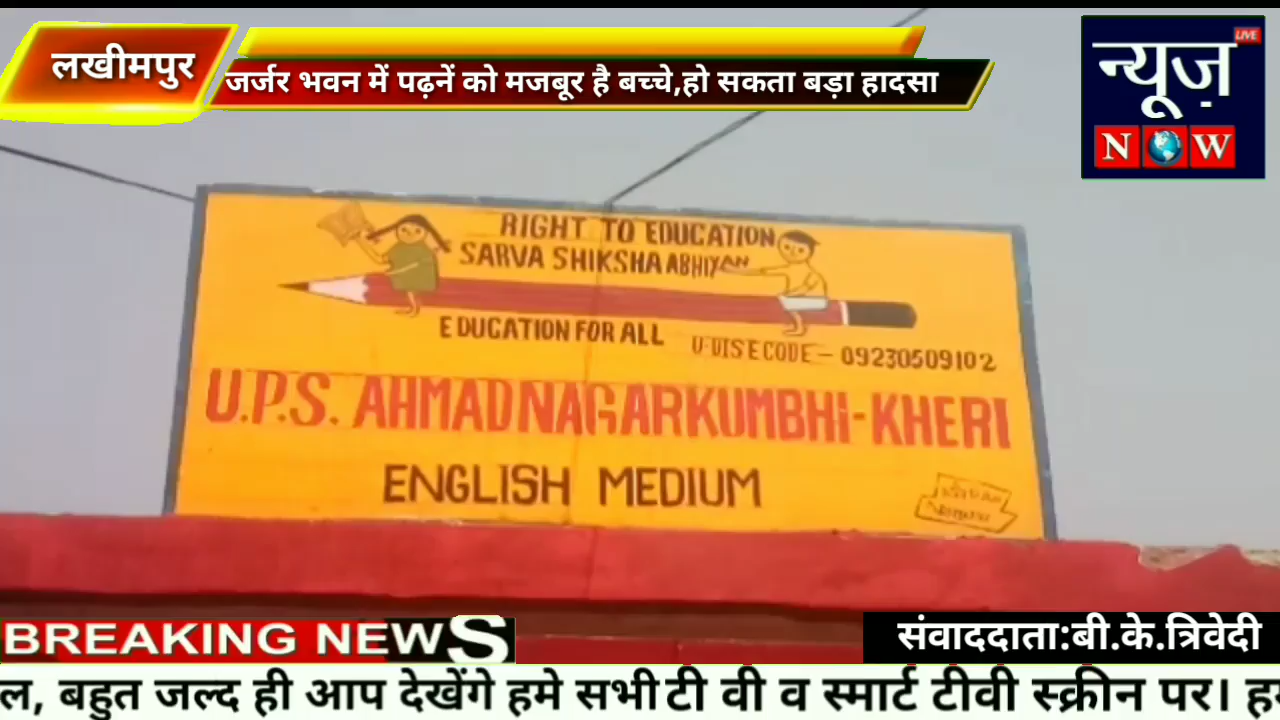 लखीमपुर
जर्जर भवन में पढ़नें को मजबूर है बच्चे,हो सकता बड़ा हादसा
न्यूज़
LIVE
NOW
RIGHT TO EDUCATION
SARVA SHIKSHA ABHIYAN
EDUCATION FOR ALL
U-DISE CODE - 09230509102
U.P.S. AHMADNAGARKUMBHI-KHERI
ENGLISH MEDIUM
BREAKING NEWS
संवाददाता:बी.के.त्रिवेदी
ल, बहुत जल्द ही आप देखेंगे हमे सभी टी वी व स्मार्ट टीवी स्क्रीन पर। ह